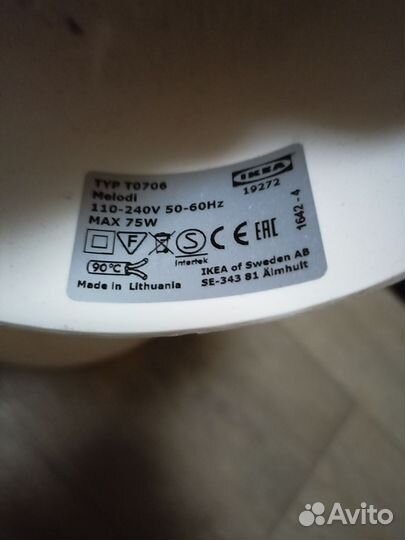 TYP T0706
Melodi
110-240V 50-60Hz
MAX 75W
IKEA
19272
1642-4
F
S
Intertek
CE EAC
90°C
IKEA of Sweden AB
SE-343 81 Älmhult
Made in Lithuania
Avito